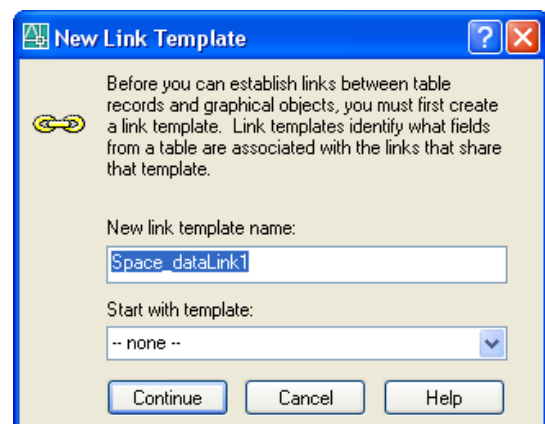 New Link Template
Before you can establish links between table
records and graphical objects, you must first create
a link template. Link templates identify what fields
from a table are associated with the links that share
that template.
New link template name:
Space_dataLink1
Start with template:
-- none --
Continue Cancel Help